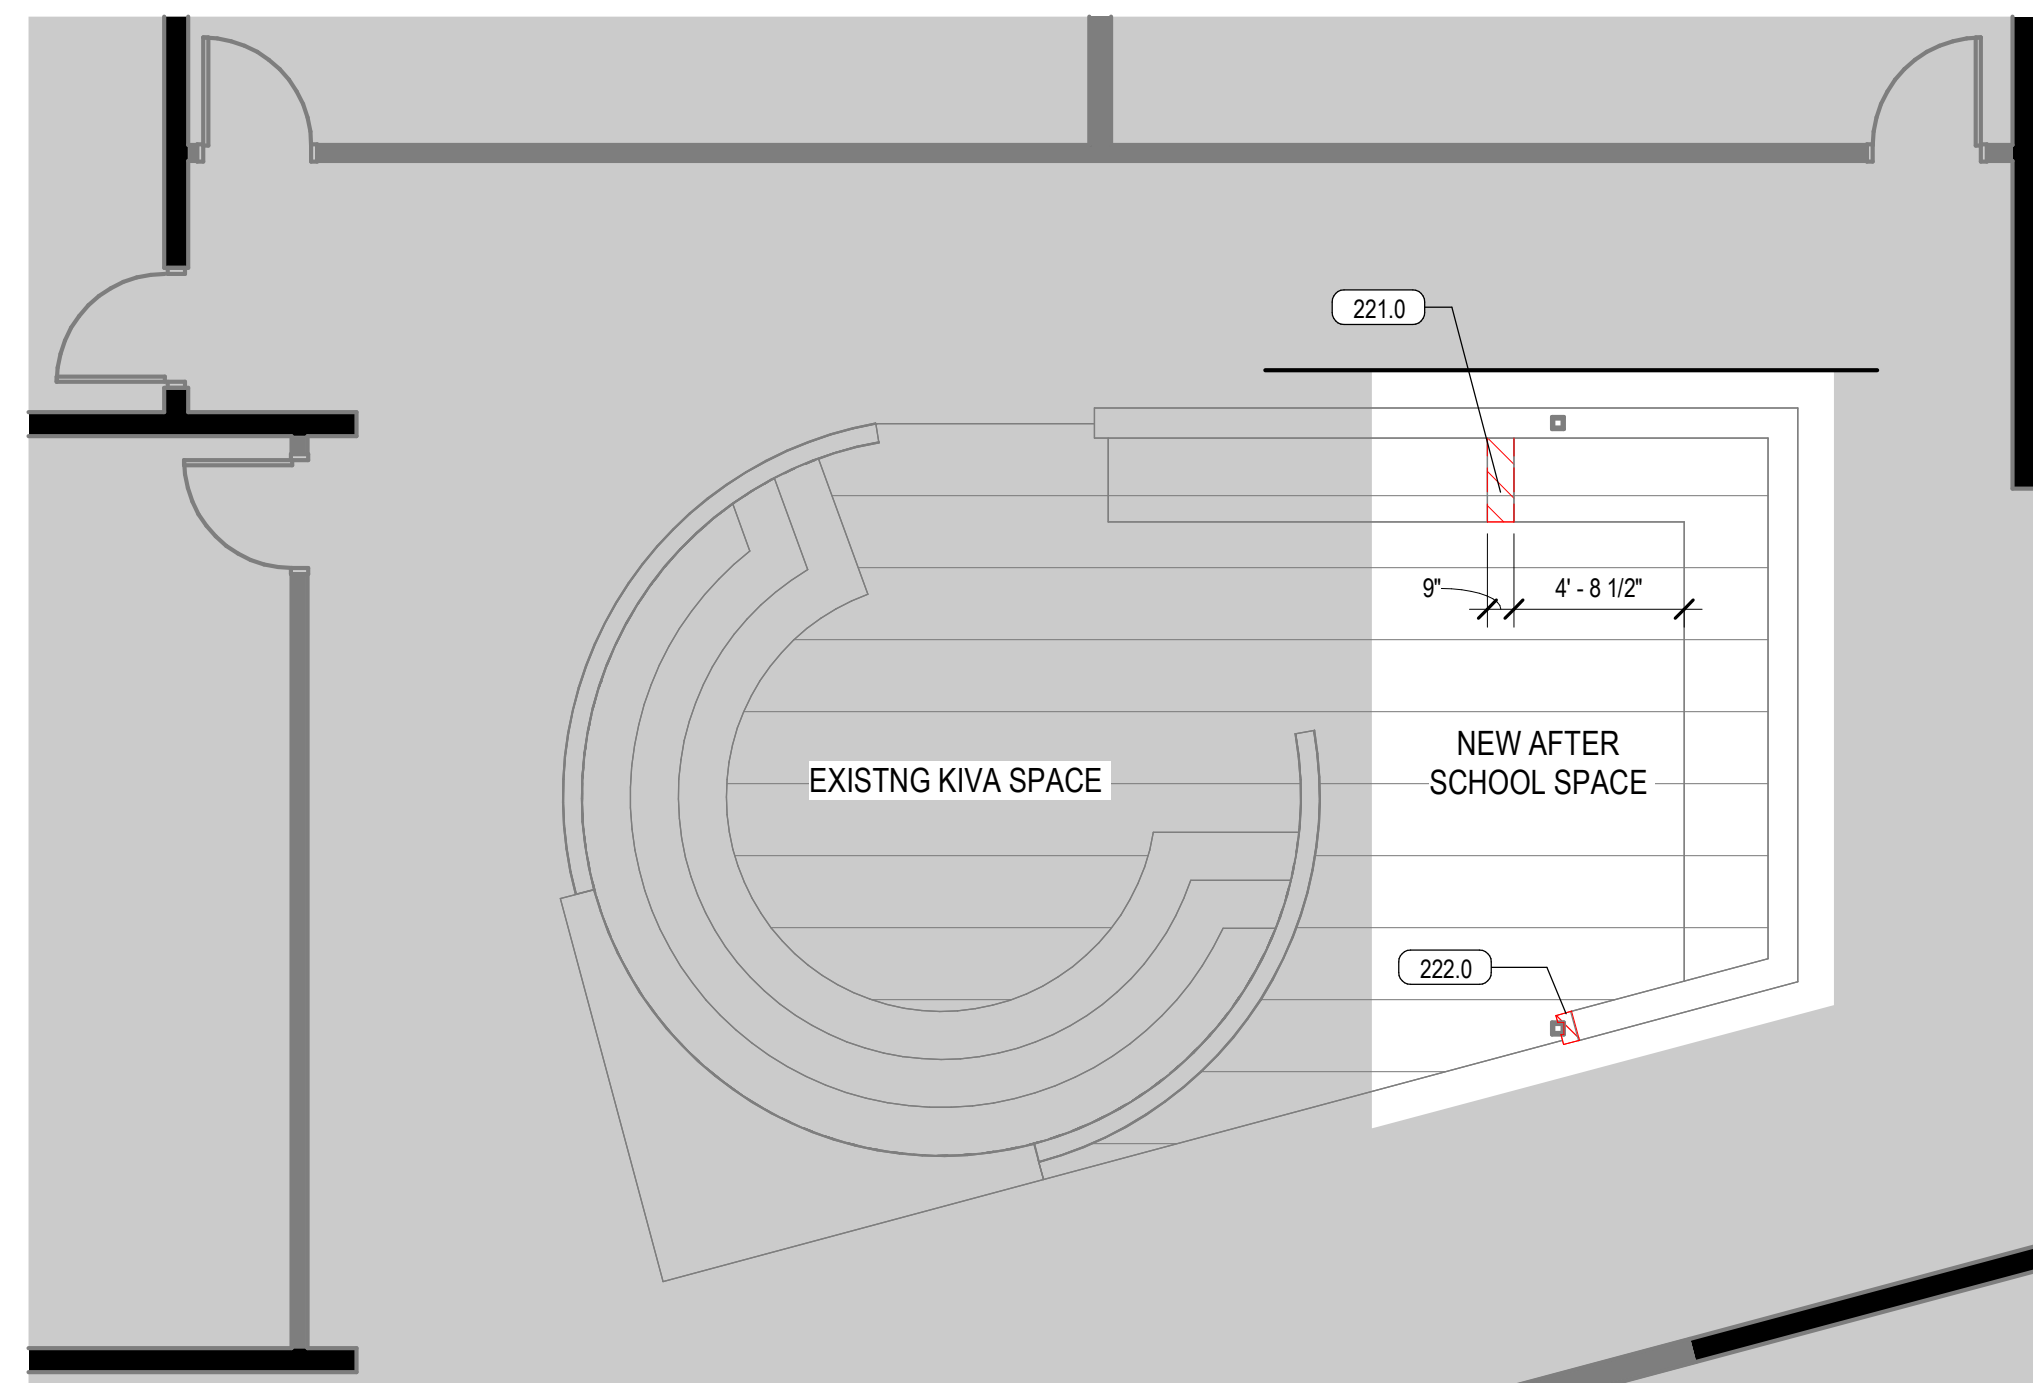 221.0
9"
4' - 8 1/2"
NEW AFTER
SCHOOL SPACE
EXISTNG KIVA SPACE
222.0